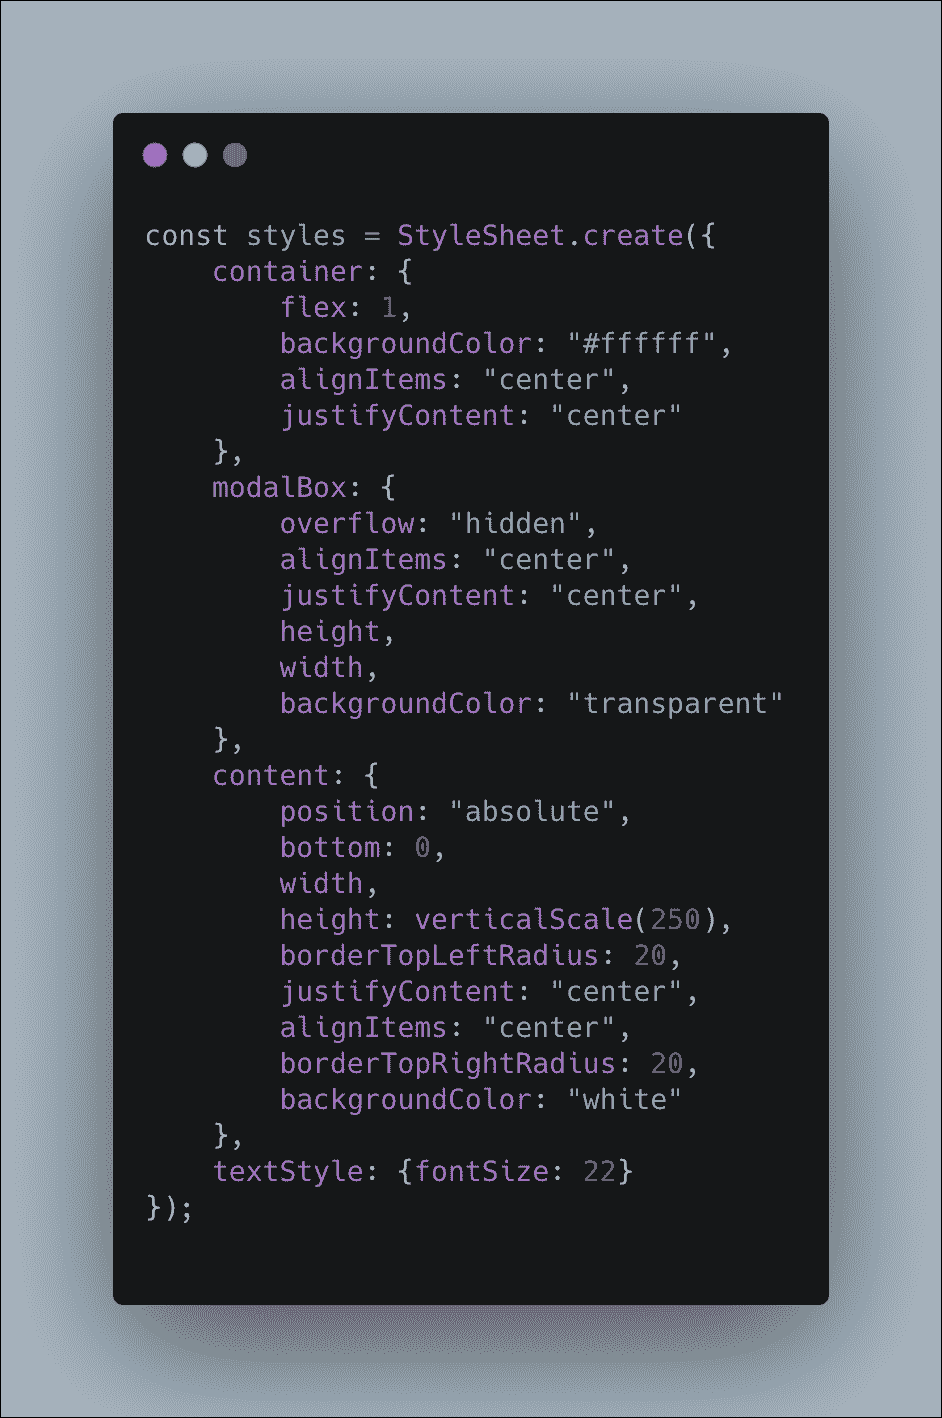 const styles = StyleSheet.create({
    container: {
        flex: 1,
        backgroundColor: "#ffffff",
        alignItems: "center",
        justifyContent: "center"
    },
    modalBox: {
        overflow: "hidden",
        alignItems: "center",
        justifyContent: "center",
        height,
        width,
        backgroundColor: "transparent"
    },
    content: {
        position: "absolute",
        bottom: 0,
        width,
        height: verticalScale(250),
        borderTopLeftRadius: 20,
        justifyContent: "center",
        alignItems: "center",
        borderTopRightRadius: 20,
        backgroundColor: "white"
    },
    textStyle: {fontSize: 22}
});